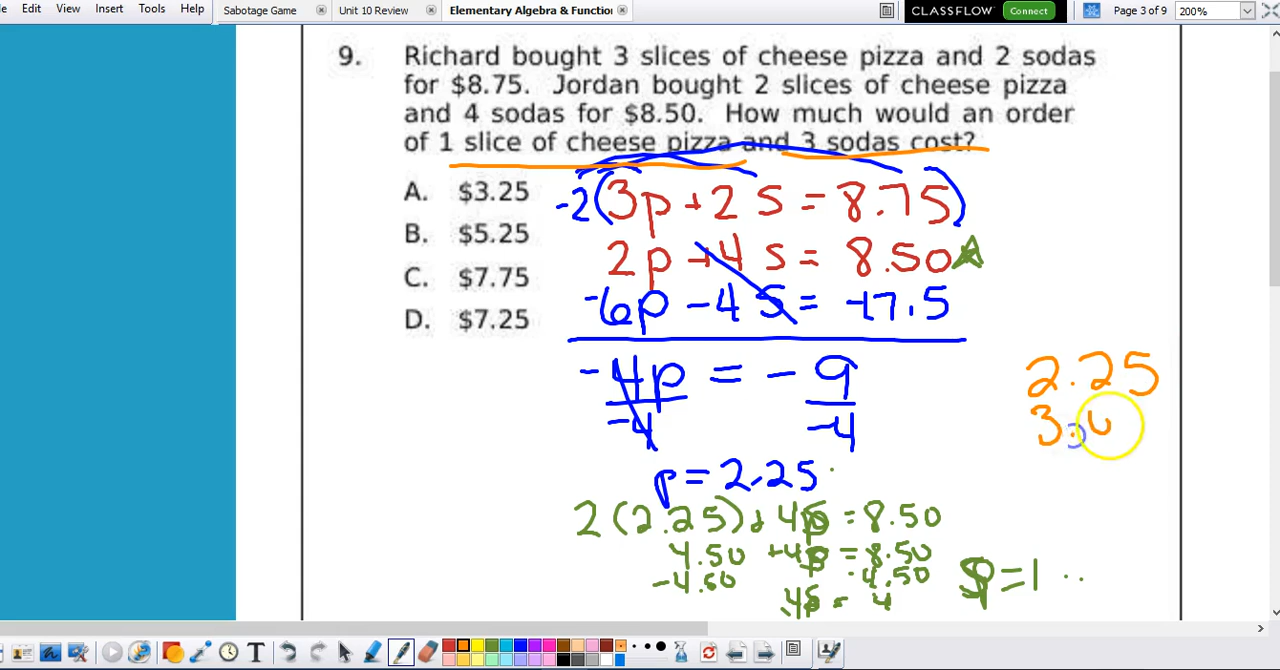 File Edit View Insert Tools Window Help Sabotage Game Unit 10 Review Elementary Algebra & Function CLASSFLOW Connect Page 3 of 9 200%
9. Richard bought 3 slices of cheese pizza and 2 sodas
for $8.75. Jordan bought 2 slices of cheese pizza
and 4 sodas for $8.50. How much would an order
of 1 slice of cheese pizza and 3 sodas cost?
A. $3.25
B. $5.25
C. $7.75
D. $7.25
-2(3p+2s=8.75)
2p+4s=8.50
-6p-4s=-17.5
-4p=-9
-4 -4
p=2.25
2.25
3.0
2(2.25)+4s=8.50
4.50+4s=8.50
-4.50 -4.50
4s=4
s=1
T